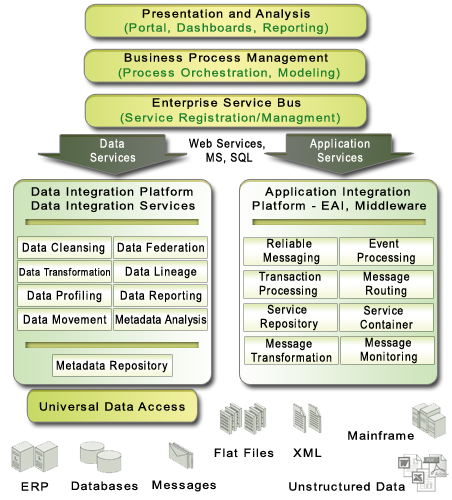 Presentation and Analysis
(Portal, Dashboards, Reporting)
Business Process Management
(Process Orchestration, Modeling)
Enterprise Service Bus
(Service Registration/Managment)
Data
Services
Web Services,
MS, SQL
Application
Services
Data Integration Platform
Data Integration Services
Data Cleansing
Data Federation
Data Transformation
Data Lineage
Data Profiling
Data Reporting
Data Movement
Metadata Analysis
Metadata Repository
Application Integration
Platform - EAI, Middleware
Reliable
Messaging
Event
Processing
Transaction
Processing
Message
Routing
Service
Repository
Service
Container
Message
Transformation
Message
Monitoring
Universal Data Access
ERP
Databases
Messages
Flat Files
XML
Mainframe
Unstructured Data